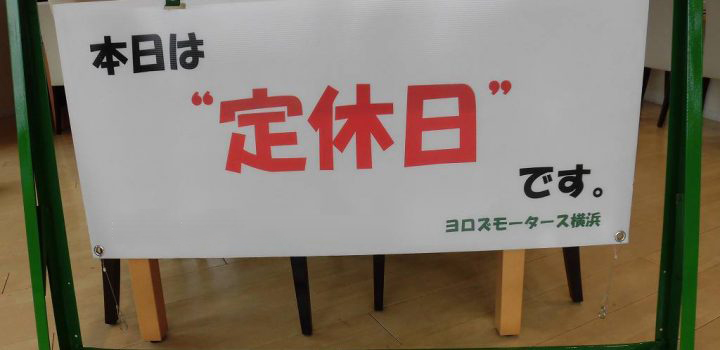 本日は
“定休日”
です。
ヨロズモータース横浜